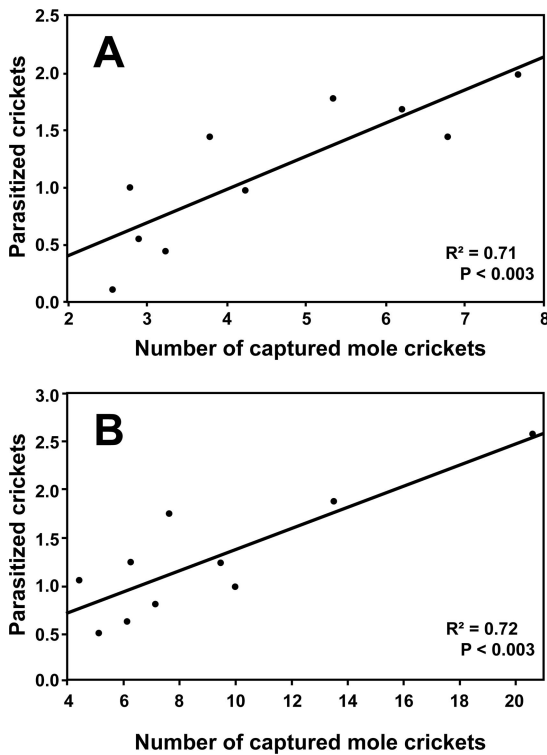 A
Parasitized crickets
2.5
2.0
1.5
1.0
0.5
0.0
R² = 0.71
P < 0.003
2 3 4 5 6 7 8
Number of captured mole crickets
B
Parasitized crickets
3.0
2.5
2.0
1.5
1.0
0.5
0.0
R² = 0.72
P < 0.003
4 6 8 10 12 14 16 18 20
Number of captured mole crickets